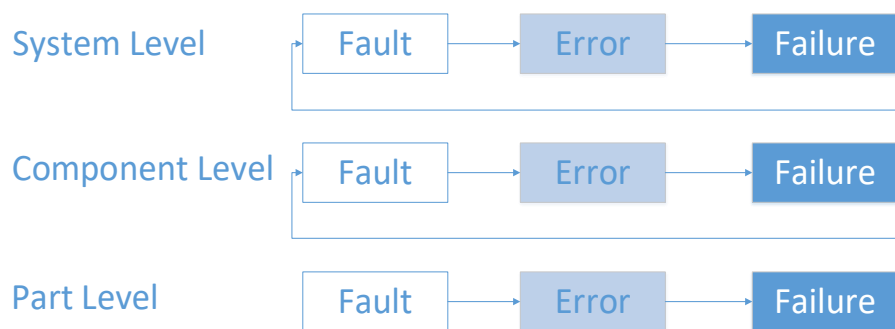 System Level Fault Error Failure
Component Level Fault Error Failure
Part Level Fault Error Failure